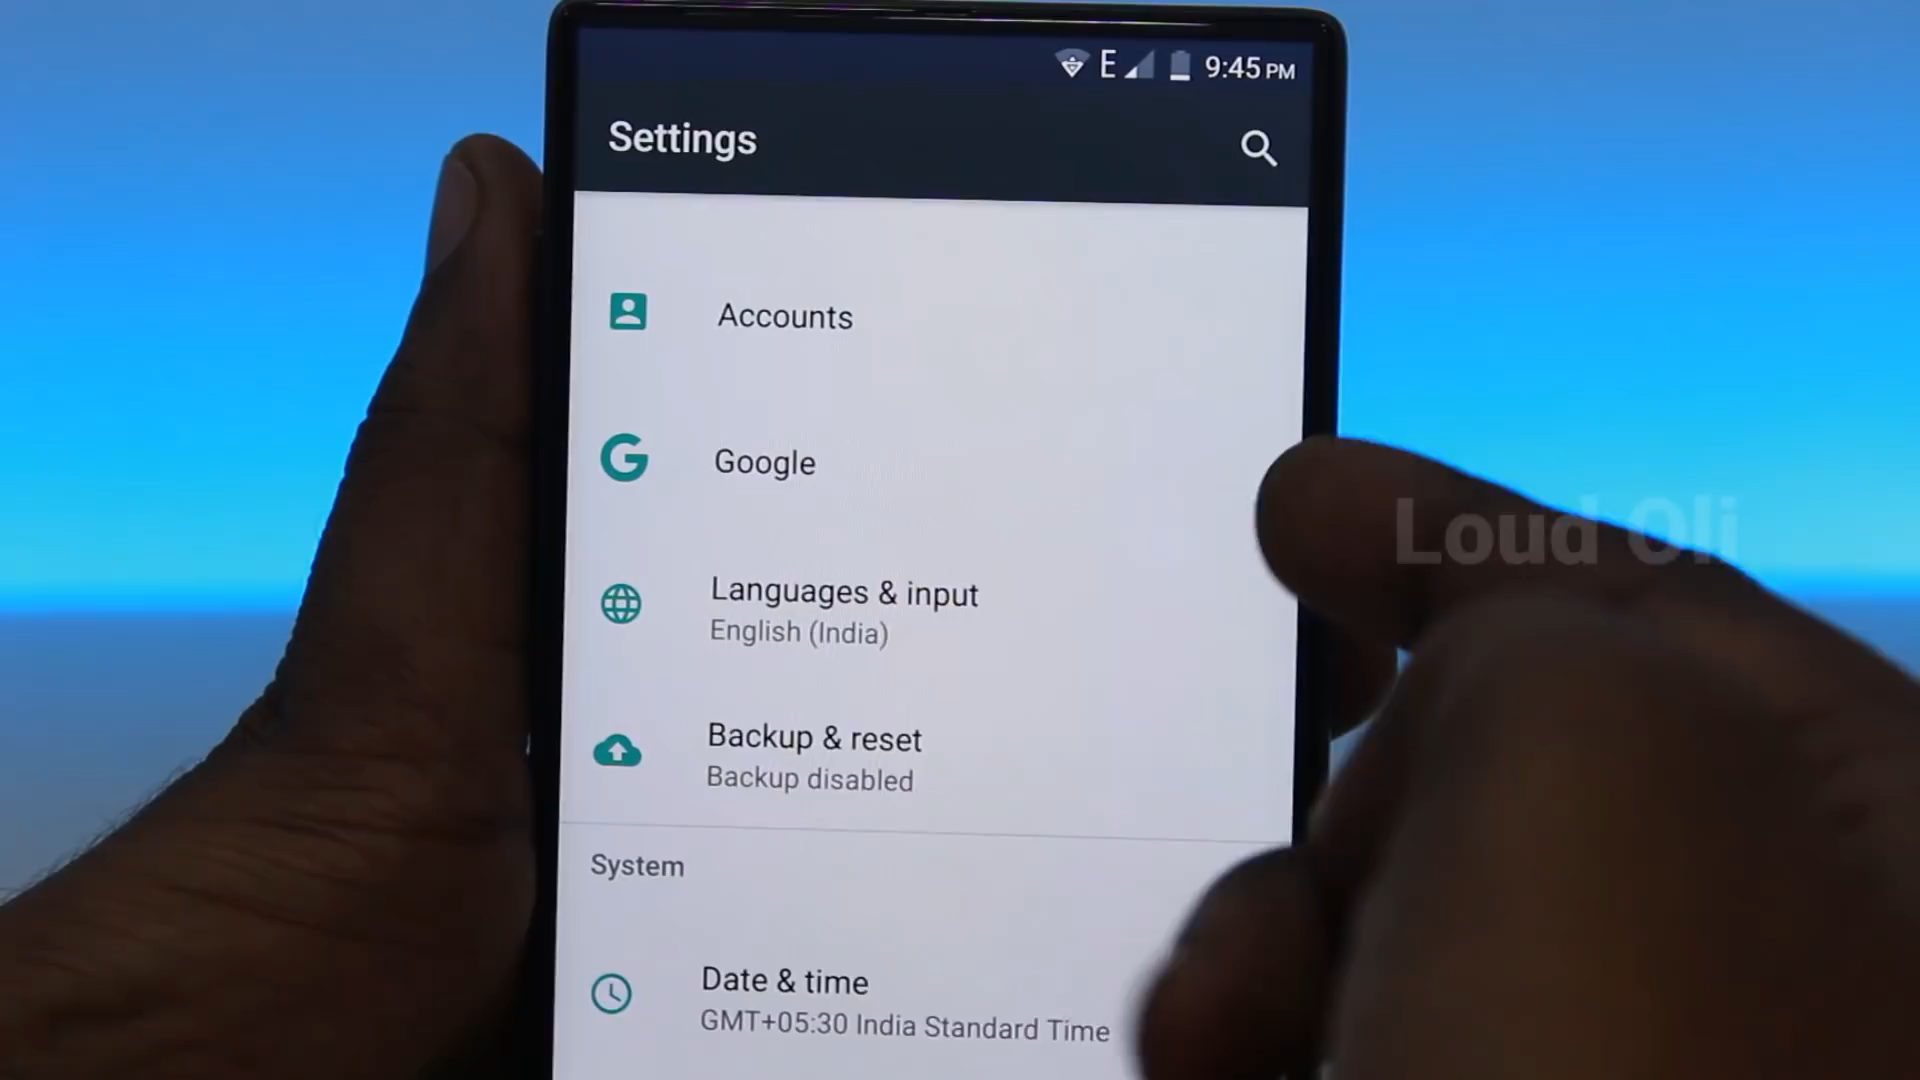 E 9:45 PM
Settings
Accounts
Google
Languages & input
English (India)
Backup & reset
Backup disabled
System
Date & time
GMT+05:30 India Standard Time
Loud Oli